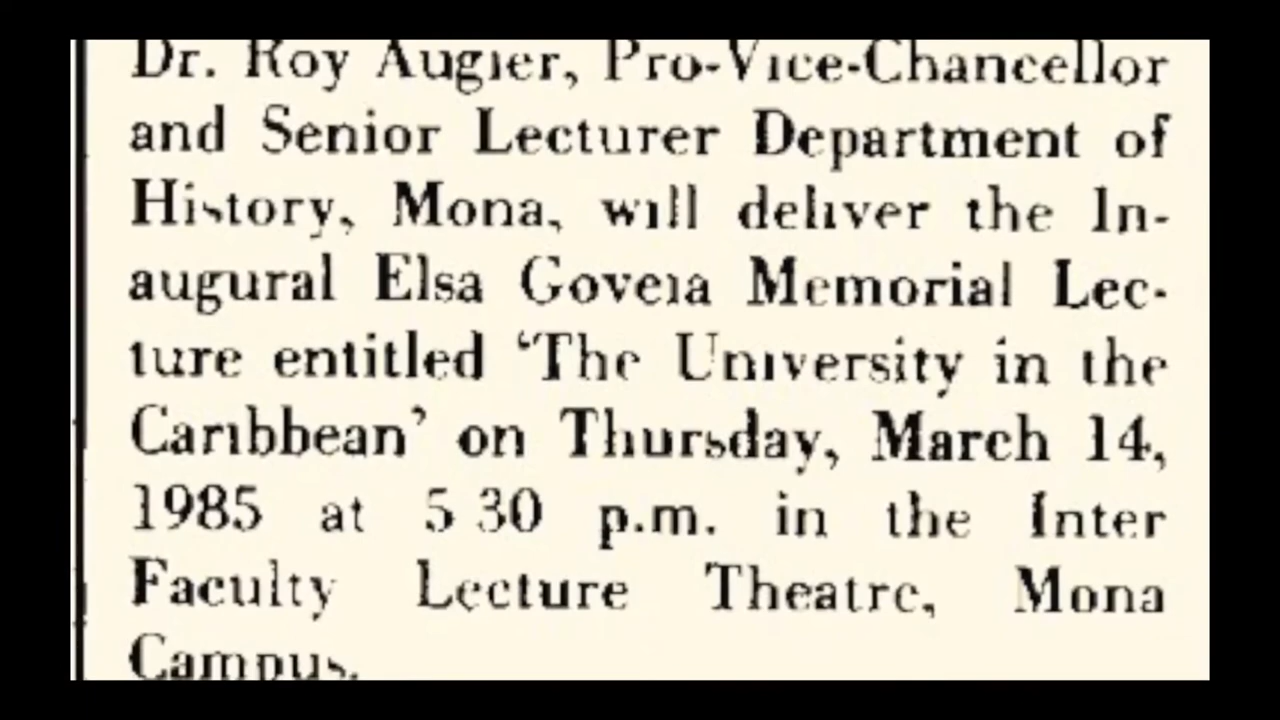 Dr. Roy Augier, Pro-Vice-Chancellor
and Senior Lecturer Department of
History, Mona, will deliver the In-
augural Elsa Goveia Memorial Lec-
ture entitled ‘The University in the
Caribbean’ on Thursday, March 14,
1985 at 5 30 p.m. in the Inter
Faculty Lecture Theatre, Mona
Campus.